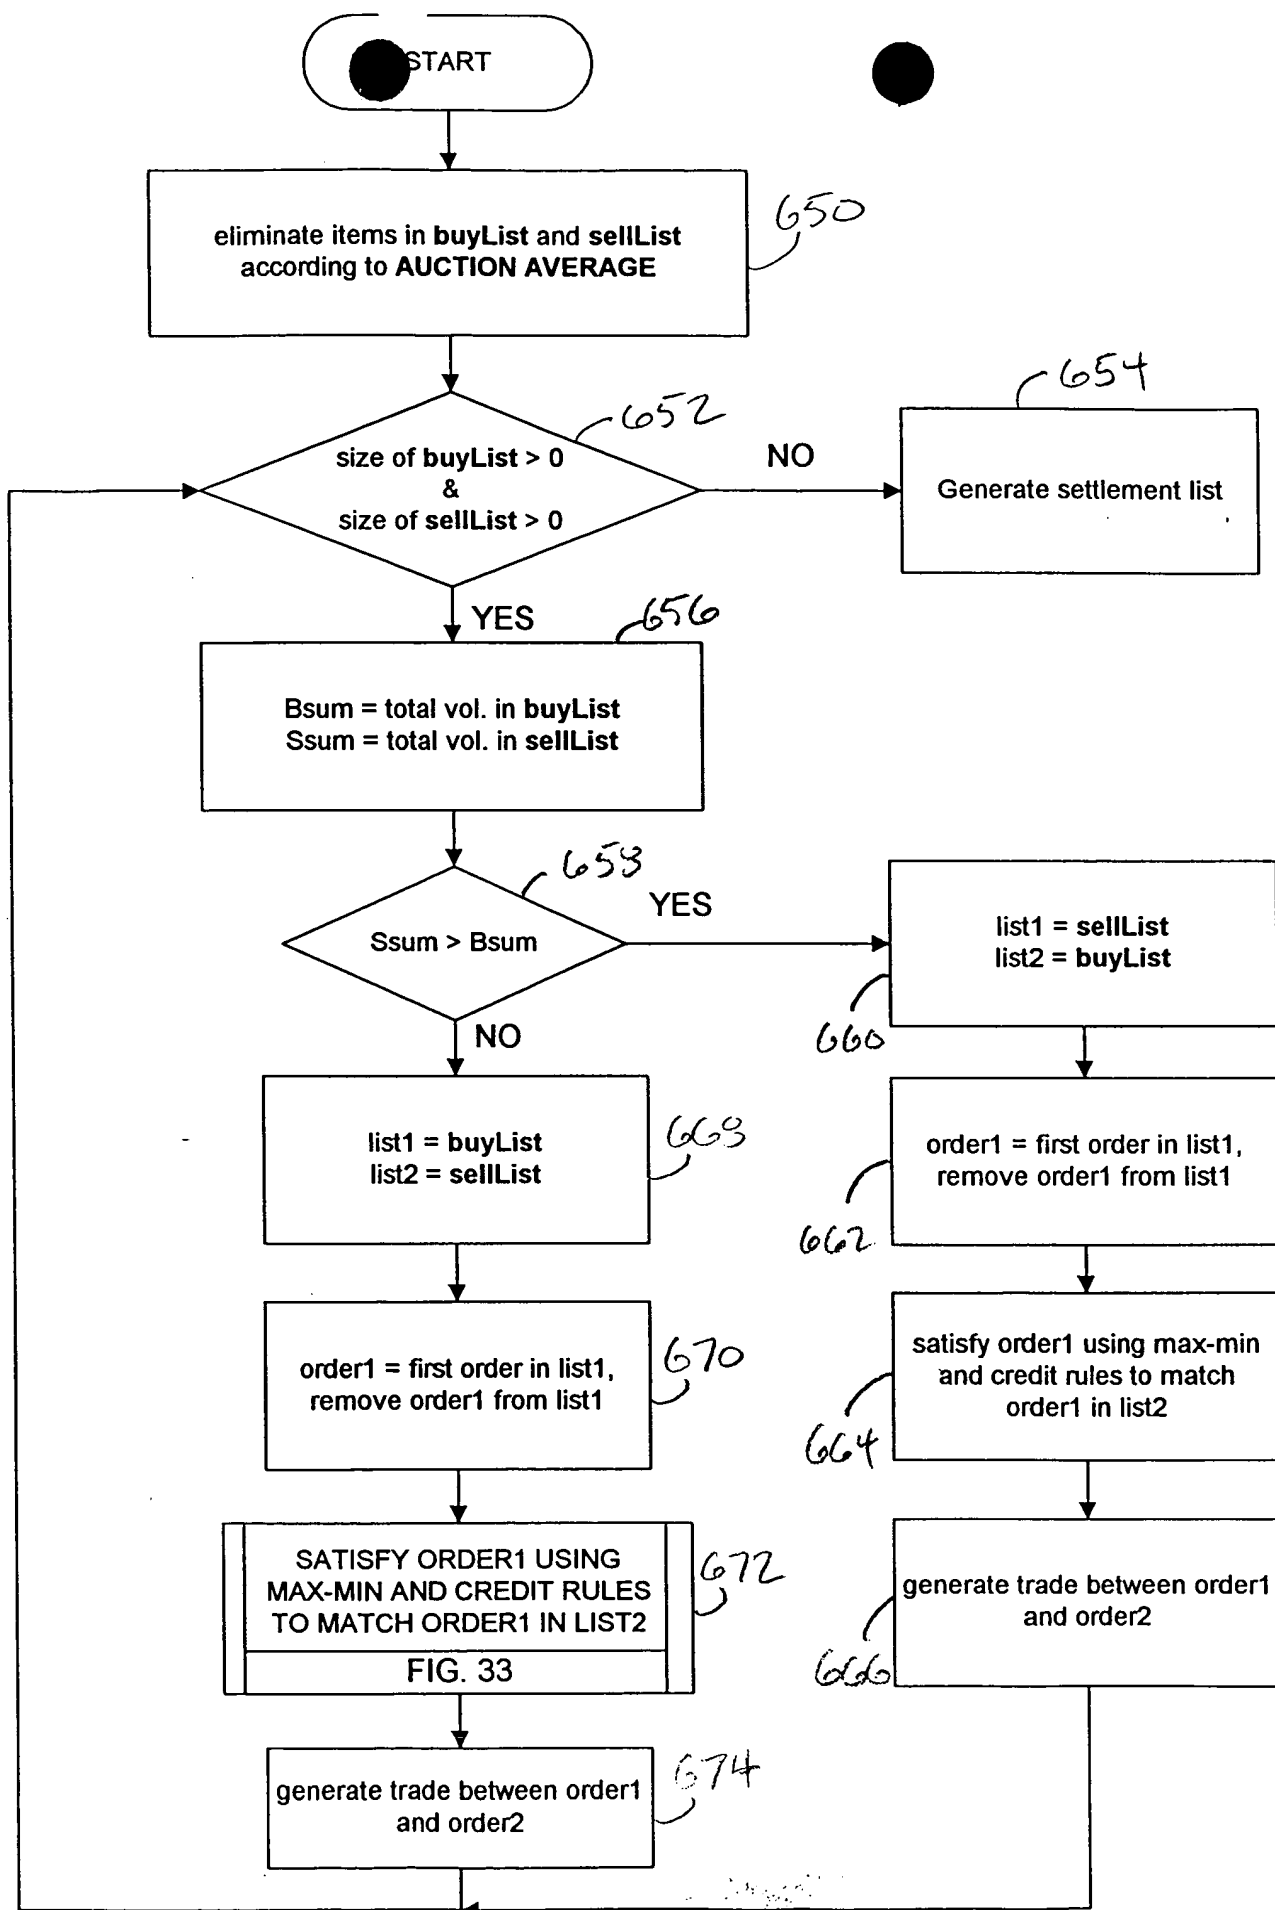 START
eliminate items in buyList and sellList
according to AUCTION AVERAGE
650
size of buyList > 0
&
size of sellList > 0
652
NO
Generate settlement list
654
YES
656
Bsum = total vol. in buyList
Ssum = total vol. in sellList
Ssum > Bsum
658
YES
list1 = sellList
list2 = buyList
660
NO
list1 = buyList
list2 = sellList
668
order1 = first order in list1,
remove order1 from list1
662
order1 = first order in list1,
remove order1 from list1
670
satisfy order1 using max-min
and credit rules to match
order1 in list2
664
SATISFY ORDER1 USING
MAX-MIN AND CREDIT RULES
TO MATCH ORDER1 IN LIST2
FIG. 33
672
generate trade between order1
and order2
666
generate trade between order1
and order2
674